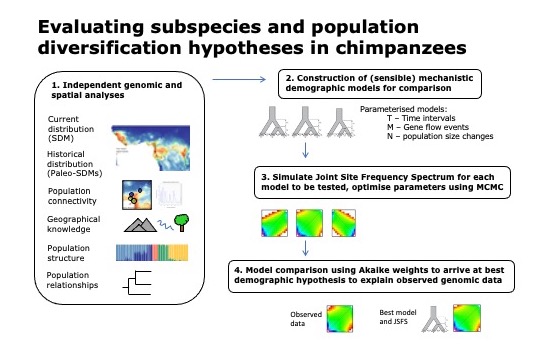 Evaluating subspecies and population
diversification hypotheses in chimpanzees
1. Independent genomic and
spatial analyses
Current
distribution
(SDM)
Historical
distribution
(Paleo-SDMs)
Population
connectivity
Geographical
knowledge
Population
structure
Population
relationships
2. Construction of (sensible) mechanistic
demographic models for comparison
Parameterised models:
T – Time intervals
M – Gene flow events
N – population size changes
3. Simulate Joint Site Frequency Spectrum for each
model to be tested, optimise parameters using MCMC
4. Model comparison using Akaike weights to arrive at best
demographic hypothesis to explain observed genomic data
Observed
data
Best model
and JSFS